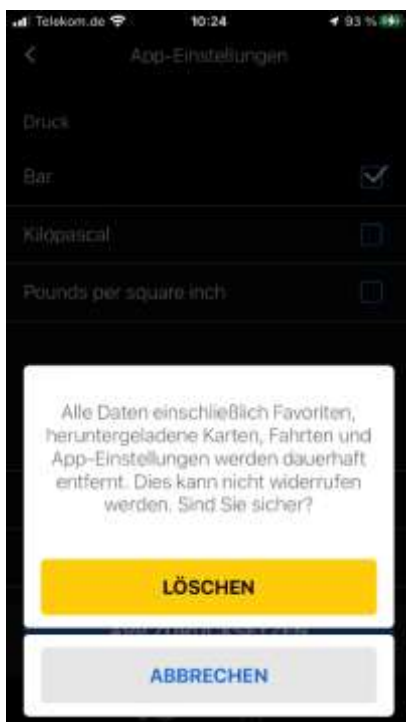 Telekom.de 10:24 93 %
App-Einstellungen
Druck
Bar
Kilopascal
Pounds per square inch
Alle Daten einschließlich Favoriten,
heruntergeladene Karten, Fahrten und
App-Einstellungen werden dauerhaft
entfernt. Dies kann nicht widerrufen
werden. Sind Sie sicher?
LÖSCHEN
ABBRECHEN